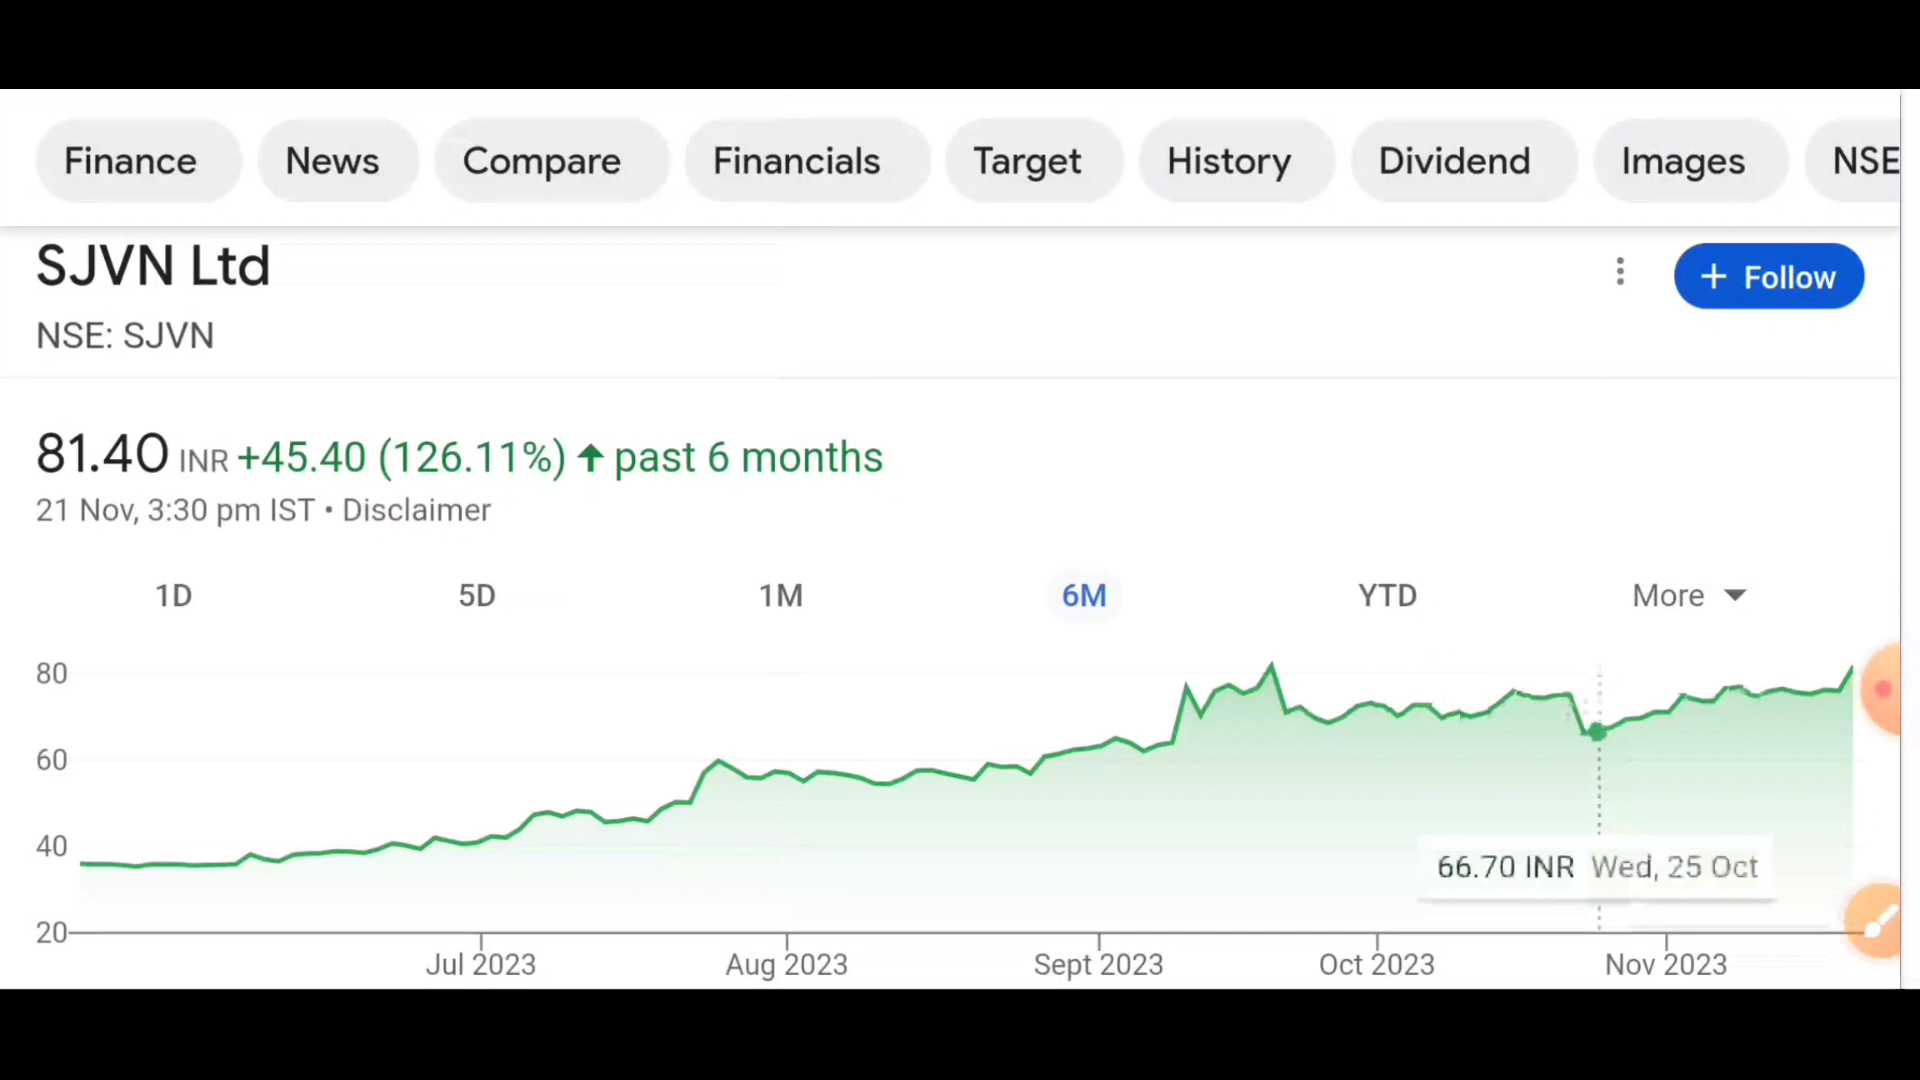 Finance News Compare Financials Target History Dividend Images NSE
SJVN Ltd
+ Follow
NSE: SJVN
81.40 INR +45.40 (126.11%) ↑ past 6 months
21 Nov, 3:30 pm IST • Disclaimer
1D 5D 1M 6M YTD More
80
60
40
20
66.70 INR Wed, 25 Oct
Jul 2023 Aug 2023 Sept 2023 Oct 2023 Nov 2023